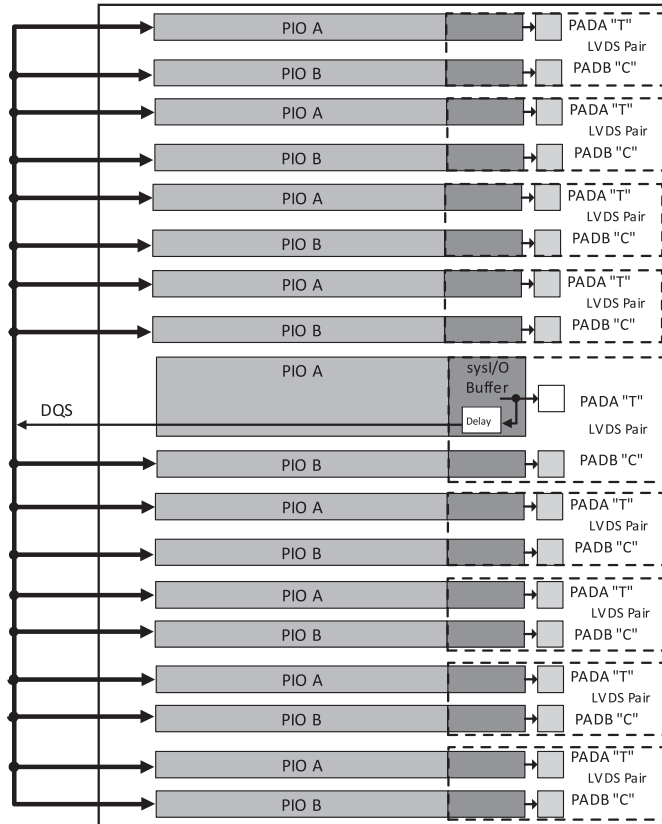 PIO A PADA "T"
LVDS Pair
PIO B PADB "C"
PIO A PADA "T"
LVDS Pair
PIO B PADB "C"
PIO A PADA "T"
LVDS Pair
PIO B PADB "C"
PIO A PADA "T"
LVDS Pair
PIO B PADB "C"
PIO A sysI/O
Buffer
PADA "T"
DQS Delay
LVDS Pair
PIO B PADB "C"
PIO A PADA "T"
LVDS Pair
PIO B PADB "C"
PIO A PADA "T"
LVDS Pair
PIO B PADB "C"
PIO A PADA "T"
LVDS Pair
PIO B PADB "C"
PIO A PADA "T"
LVDS Pair
PIO B PADB "C"